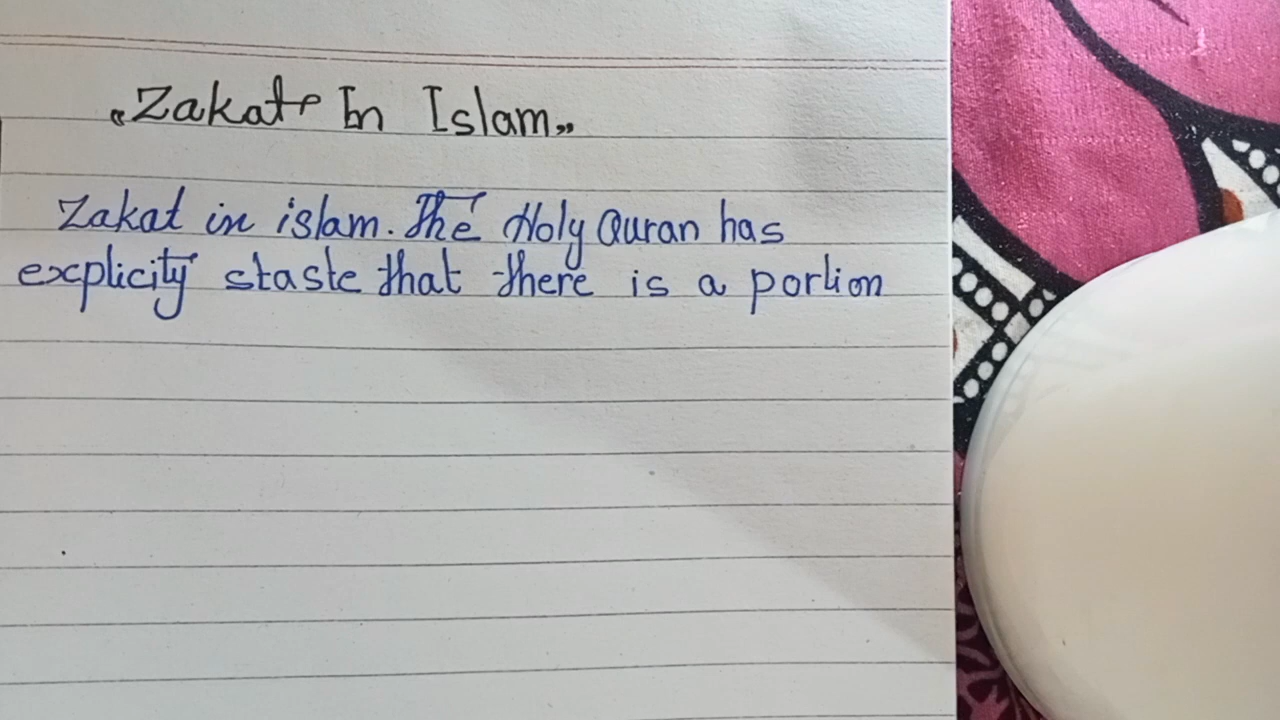 "Zakat In Islam"
Zakat in islam. The Holy Quran has
explicity staste that there is a portion